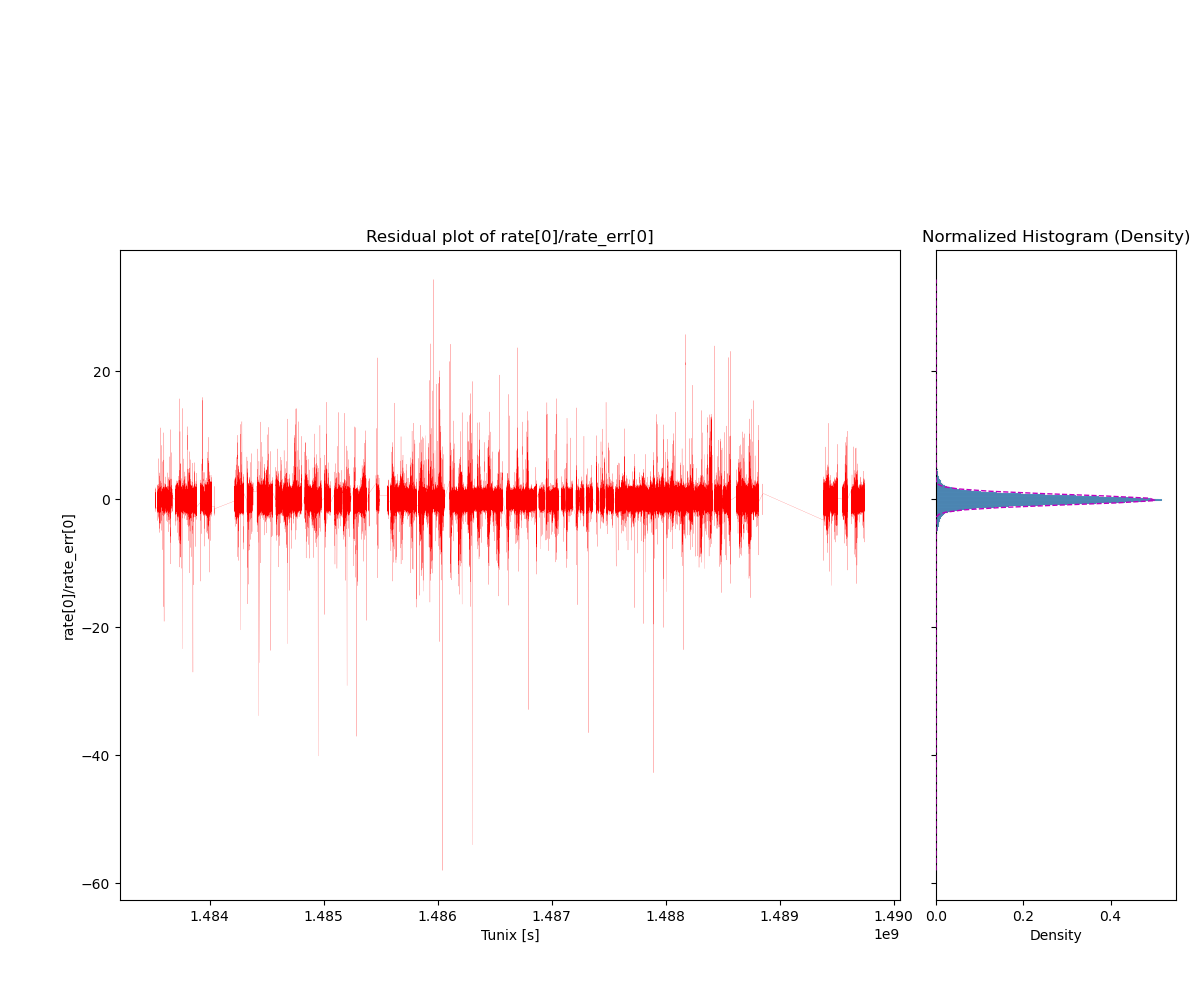 Residual plot of rate[0]/rate_err[0]
Normalized Histogram (Density)
rate[0]/rate_err[0]
20
0
−20
−40
−60
1.484 1.485 1.486 1.487 1.488 1.489 1.490
1e9
Tunix [s]
0.0 0.2 0.4
Density